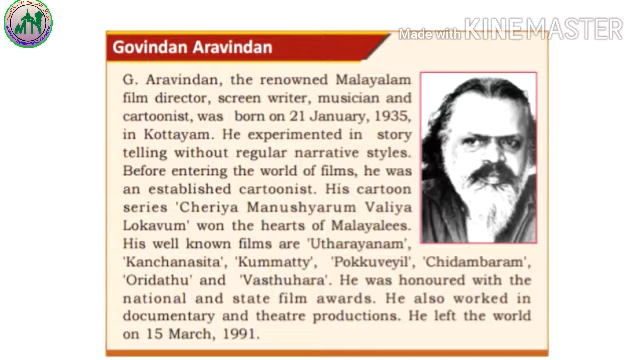 Made with KINEMASTER
Govindan Aravindan
G. Aravindan, the renowned Malayalam
film director, screen writer, musician and
cartoonist, was born on 21 January, 1935,
in Kottayam. He experimented in story
telling without regular narrative styles.
Before entering the world of films, he was
an established cartoonist. His cartoon
series 'Cheriya Manushyarum Valiya
Lokavum' won the hearts of Malayalees.
His well known films are 'Utharayanam',
'Kanchanasita', 'Kummatty', 'Pokkuveyil', 'Chidambaram',
'Oridathu' and 'Vasthuhara'. He was honoured with the
national and state film awards. He also worked in
documentary and theatre productions. He left the world
on 15 March, 1991.